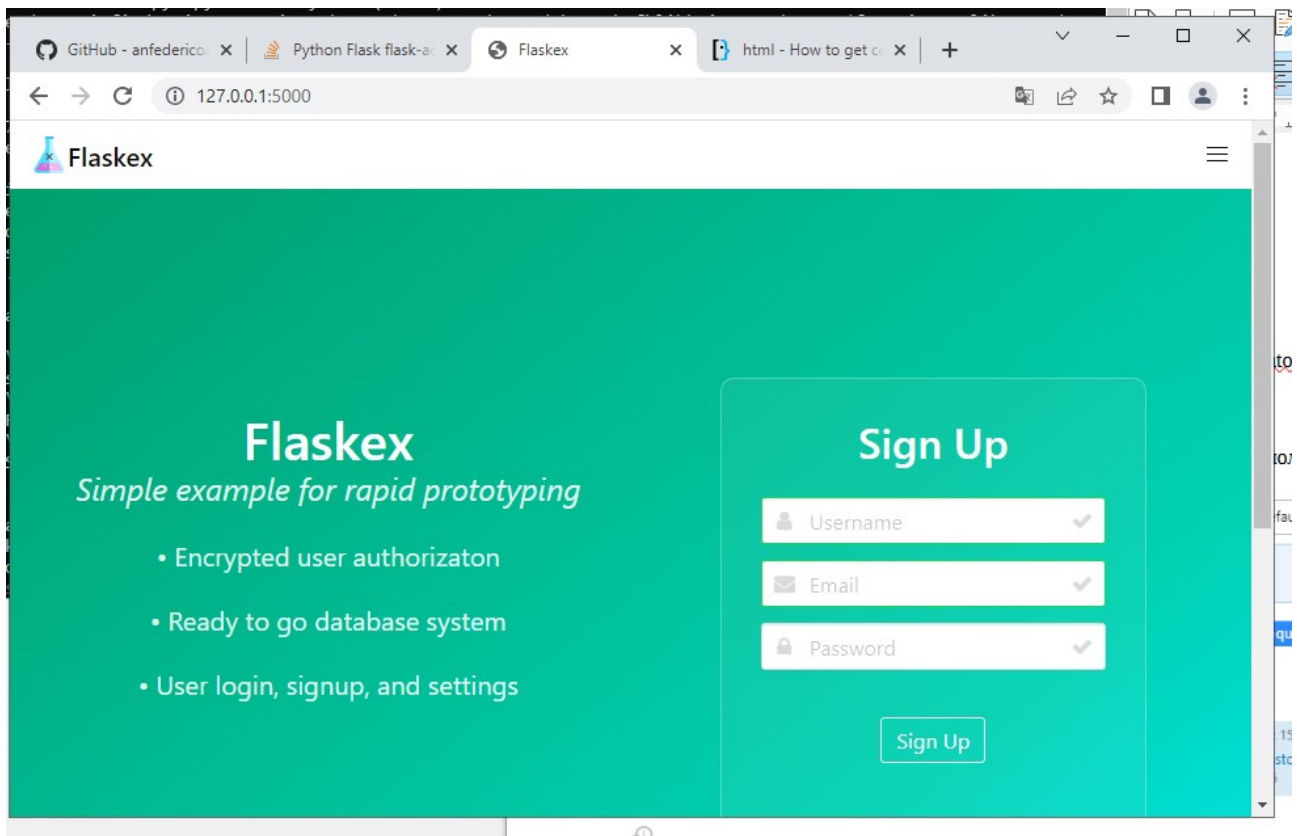 GitHub - anfederico
Python Flask flask-ad
Flaskex
html - How to get co
127.0.0.1:5000
Flaskex
Flaskex
Simple example for rapid prototyping
• Encrypted user authorizaton
• Ready to go database system
• User login, signup, and settings
Sign Up
Username
Email
Password
Sign Up